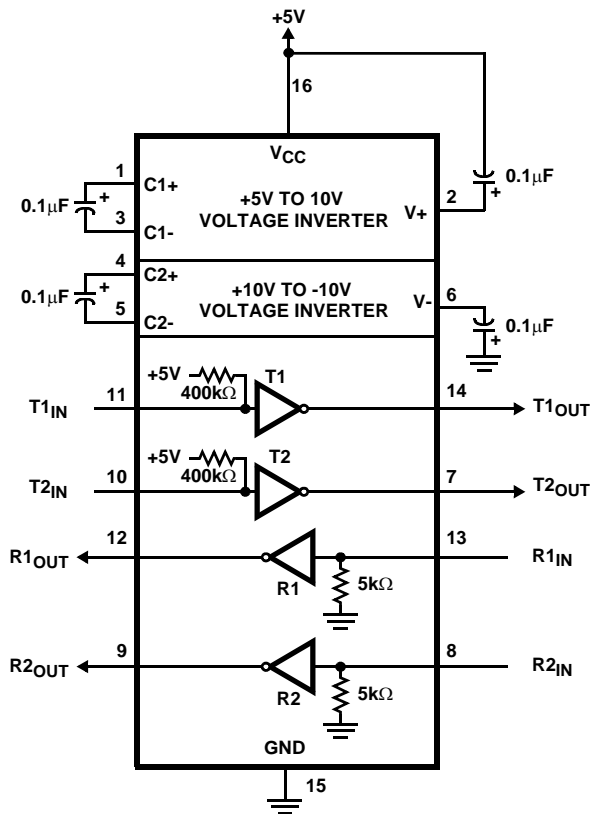 +5V
16
VCC
1
C1+
0.1µF
+
3
C1-
+5V TO 10V
VOLTAGE INVERTER
V+
2
0.1µF
+
4
C2+
0.1µF
+
5
C2-
+10V TO -10V
VOLTAGE INVERTER
V-
6
0.1µF
+
T1IN
11
+5V
400kΩ
T1
14
T1OUT
T2IN
10
+5V
400kΩ
T2
7
T2OUT
R1OUT
12
R1
5kΩ
13
R1IN
R2OUT
9
R2
5kΩ
8
R2IN
GND
15